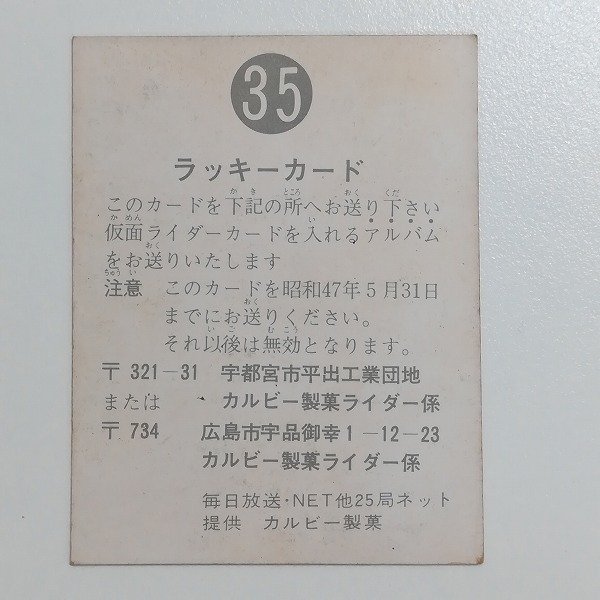 35
ラッキーカード
このカードを下記の所へお送り下さい
仮面ライダーカードを入れるアルバム
をお送りいたします
注意 このカードを昭和47年5月31日
までにお送りください。
それ以後は無効となります。
〒321-31 宇都宮市平出工業団地
または カルビー製菓ライダー係
〒734 広島市宇品御幸1-12-23
カルビー製菓ライダー係
毎日放送・NET他25局ネット
提供 カルビー製菓